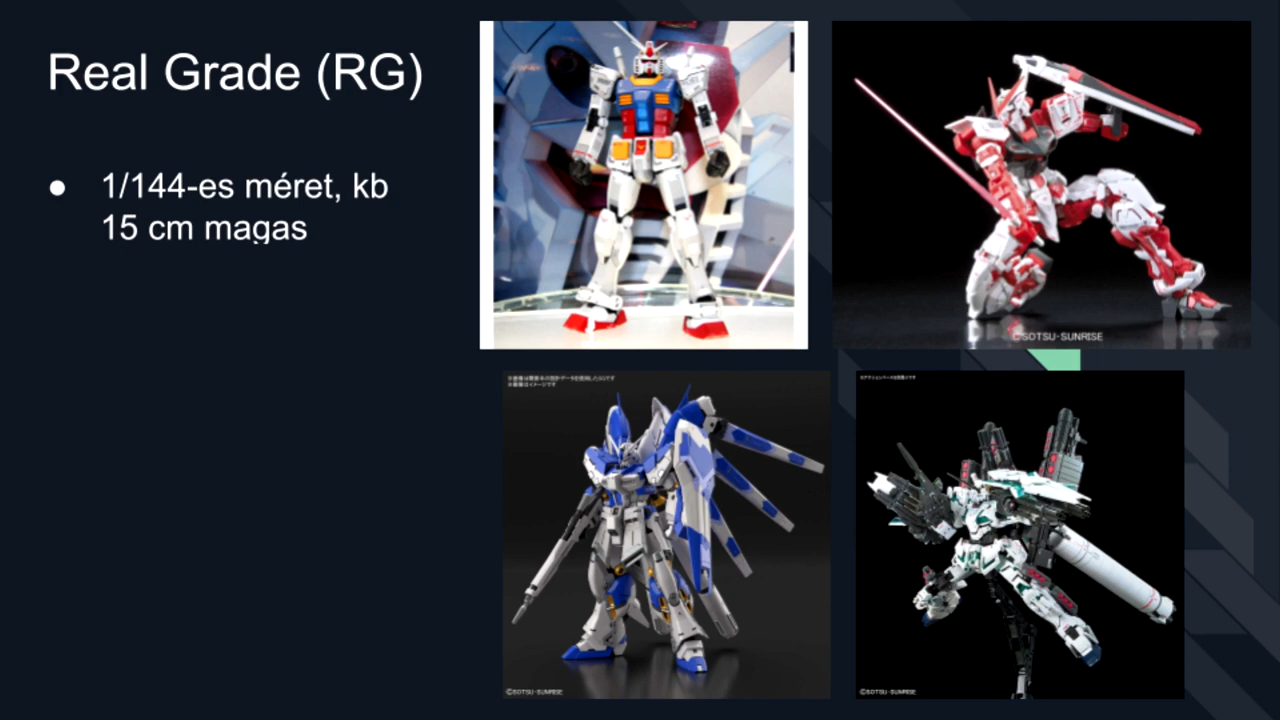 Real Grade (RG)
● 1/144-es méret, kb
15 cm magas
©SOTSU·SUNRISE
©SOTSU·SUNRISE
©SOTSU·SUNRISE